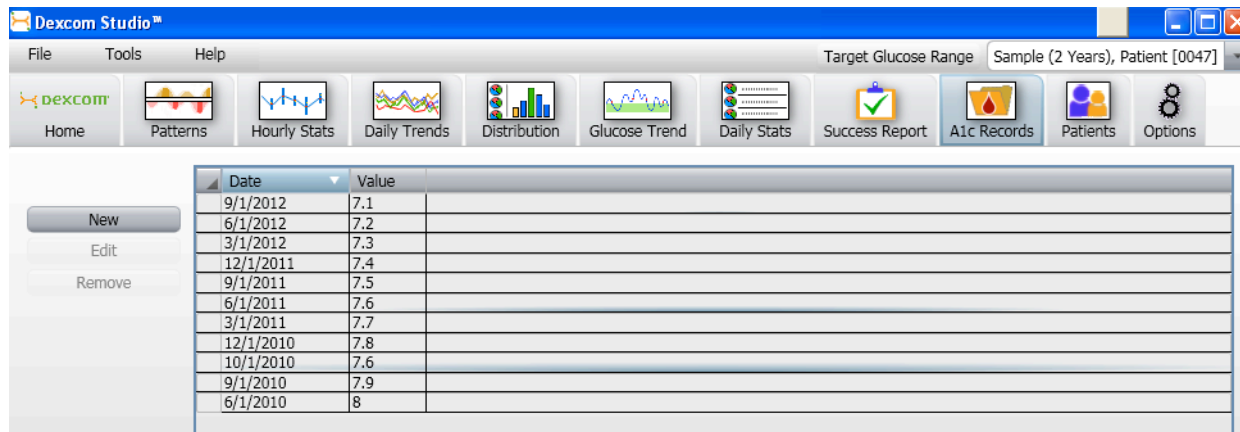 Dexcom Studio™
File Tools Help Target Glucose Range Sample (2 Years), Patient [0047]
DEXCOM
Home Patterns Hourly Stats Daily Trends Distribution Glucose Trend Daily Stats Success Report A1c Records Patients Options
Date Value
New
Edit
Remove
9/1/2012 7.1
6/1/2012 7.2
3/1/2012 7.3
12/1/2011 7.4
9/1/2011 7.5
6/1/2011 7.6
3/1/2011 7.7
12/1/2010 7.8
10/1/2010 7.6
9/1/2010 7.9
6/1/2010 8